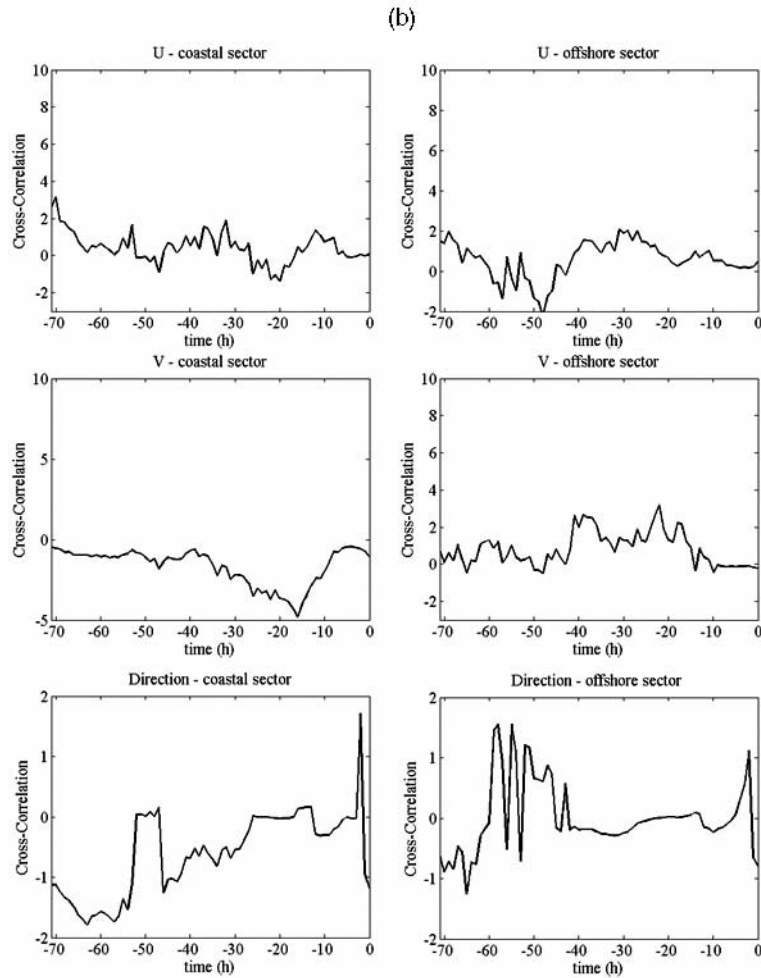 (b)
U - coastal sector
10
8
6
4
2
0
-2
Cross-Correlation
-70 -60 -50 -40 -30 -20 -10 0
time (h)
U - offshore sector
10
8
6
4
2
0
-2
Cross-Correlation
-70 -60 -50 -40 -30 -20 -10 0
time (h)
V - coastal sector
10
5
0
-5
Cross-Correlation
-70 -60 -50 -40 -30 -20 -10 0
time (h)
V - offshore sector
10
8
6
4
2
0
-2
Cross-Correlation
-70 -60 -50 -40 -30 -20 -10 0
time (h)
Direction - coastal sector
2
1
0
-1
-2
Cross-Correlation
-70 -60 -50 -40 -30 -20 -10 0
time (h)
Direction - offshore sector
2
1
0
-1
-2
Cross-Correlation
-70 -60 -50 -40 -30 -20 -10 0
time (h)